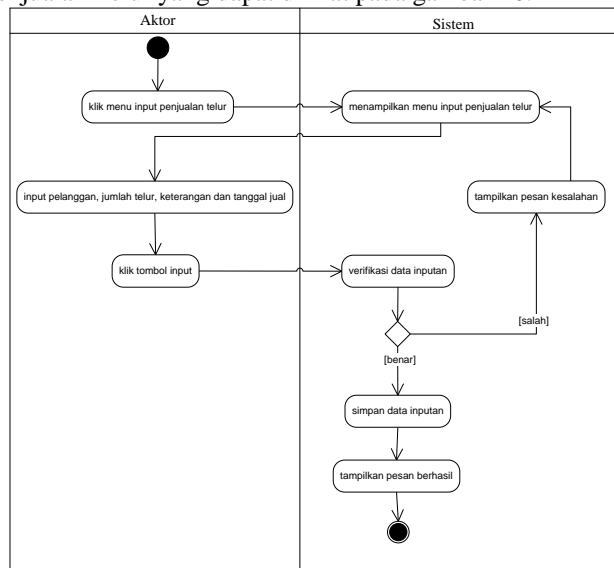 Aktor
Sistem
klik menu input penjualan telur
menampilkan menu input penjualan telur
input pelanggan, jumlah telur, keterangan dan tanggal jual
tampilkan pesan kesalahan
klik tombol input
verifikasi data inputan
[salah]
[benar]
simpan data inputan
tampilkan pesan berhasil